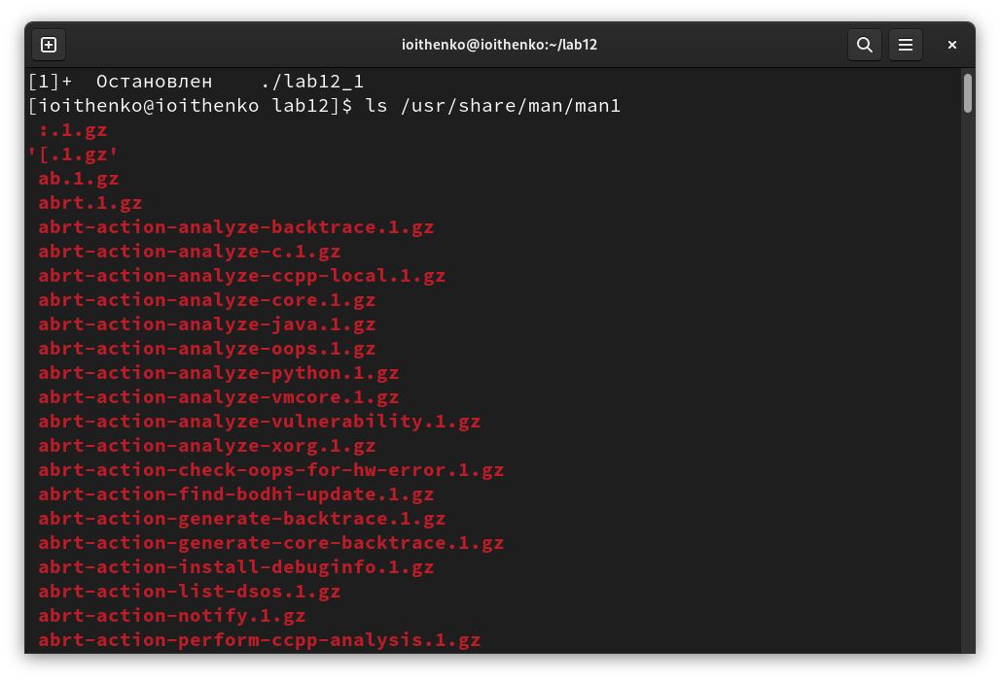 ioithenko@ioithenko:~/lab12
[1]+  Остановлен    ./lab12_1
[ioithenko@ioithenko lab12]$ ls /usr/share/man/man1
 :.1.gz
'[.1.gz'
 ab.1.gz
 abrt.1.gz
 abrt-action-analyze-backtrace.1.gz
 abrt-action-analyze-c.1.gz
 abrt-action-analyze-ccpp-local.1.gz
 abrt-action-analyze-core.1.gz
 abrt-action-analyze-java.1.gz
 abrt-action-analyze-oops.1.gz
 abrt-action-analyze-python.1.gz
 abrt-action-analyze-vmcore.1.gz
 abrt-action-analyze-vulnerability.1.gz
 abrt-action-analyze-xorg.1.gz
 abrt-action-check-oops-for-hw-error.1.gz
 abrt-action-find-bodhi-update.1.gz
 abrt-action-generate-backtrace.1.gz
 abrt-action-generate-core-backtrace.1.gz
 abrt-action-install-debuginfo.1.gz
 abrt-action-list-dsos.1.gz
 abrt-action-notify.1.gz
 abrt-action-perform-ccpp-analysis.1.gz